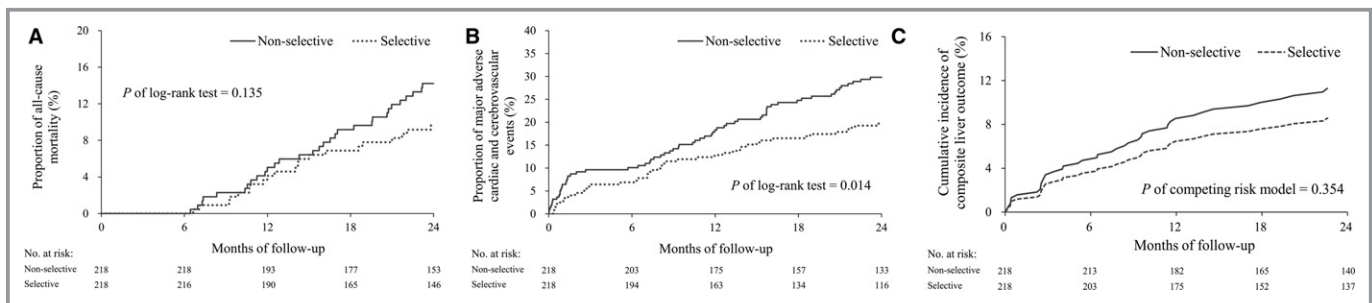 A
20
16
12
8
4
0
Proportion of all-cause
mortality (%)
Non-selective
Selective
P of log-rank test = 0.135
0 6 12 18 24
Months of follow-up
No. at risk:
Non-selective 218 218 193 177 153
Selective 218 216 190 165 146
B
40
35
30
25
20
15
10
5
0
Proportion of major adverse
cardiac and cerebrovascular
events (%)
Non-selective
Selective
P of log-rank test = 0.014
0 6 12 18 24
Months of follow-up
No. at risk:
Non-selective 218 203 175 157 133
Selective 218 194 163 134 116
C
16
12
8
4
0
Cumulative incidence of
composite liver outcome (%)
Non-selective
Selective
P of competing risk model = 0.354
0 6 12 18 24
Months of follow-up
No. at risk:
Non-selective 218 213 182 165 140
Selective 218 203 175 152 137